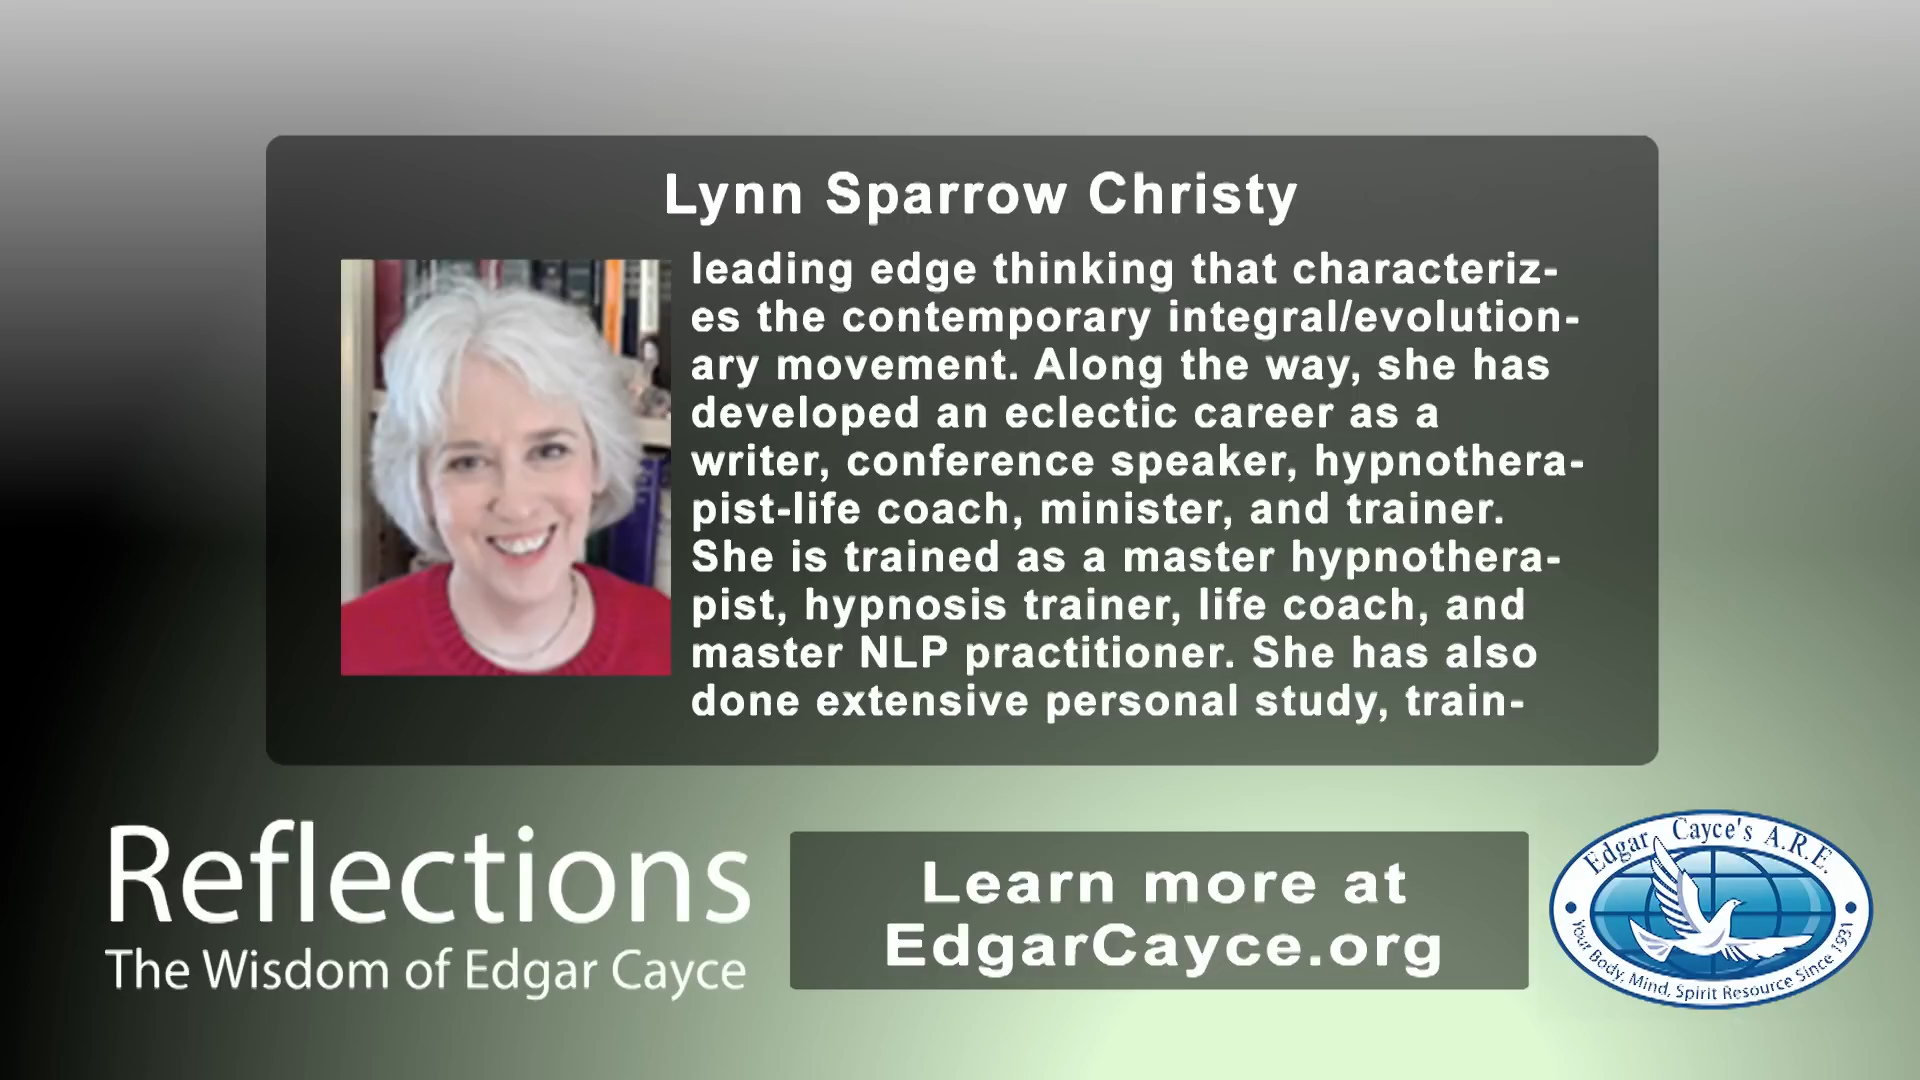 Lynn Sparrow Christy
leading edge thinking that characteriz-
es the contemporary integral/evolution-
ary movement. Along the way, she has
developed an eclectic career as a
writer, conference speaker, hypnothera-
pist-life coach, minister, and trainer.
She is trained as a master hypnothera-
pist, hypnosis trainer, life coach, and
master NLP practitioner. She has also
done extensive personal study, train-
Reflections
The Wisdom of Edgar Cayce
Learn more at
EdgarCayce.org
Edgar Cayce's A.R.E.
Your Body, Mind, Spirit Resource Since 1931